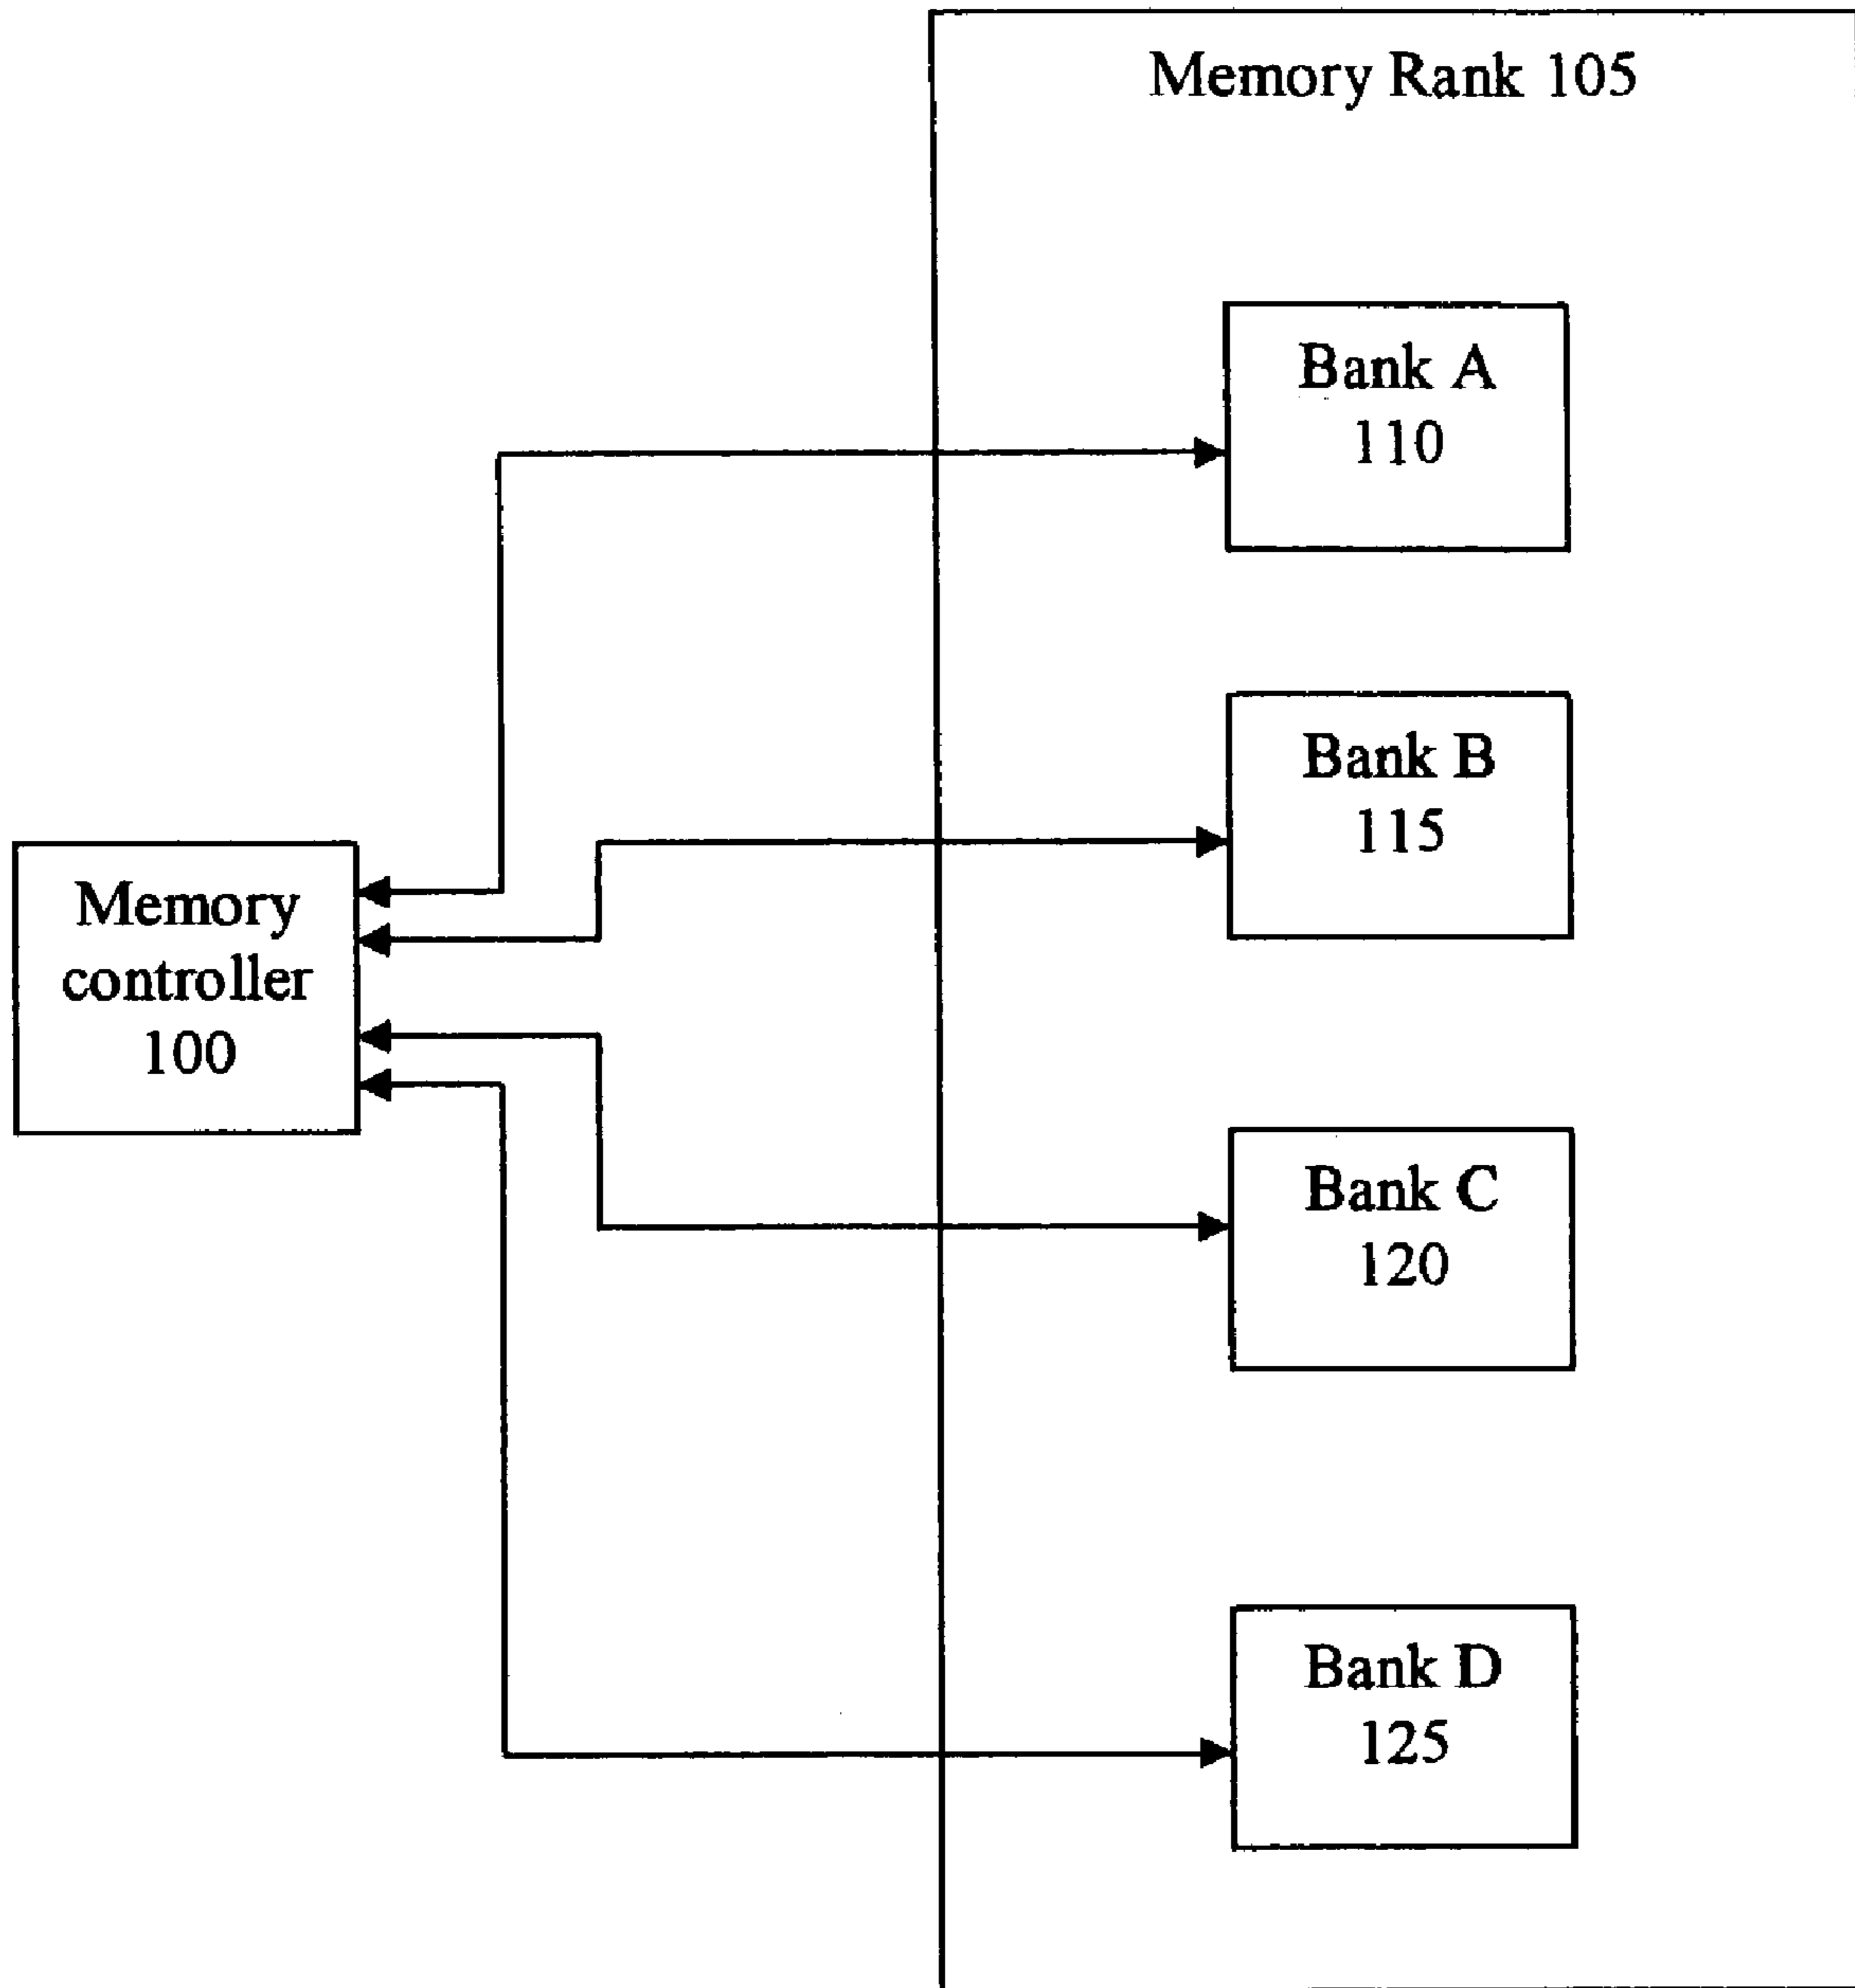 Memory Rank 105
Bank A
110
Bank B
115
Memory
controller
100
Bank C
120
Bank D
125